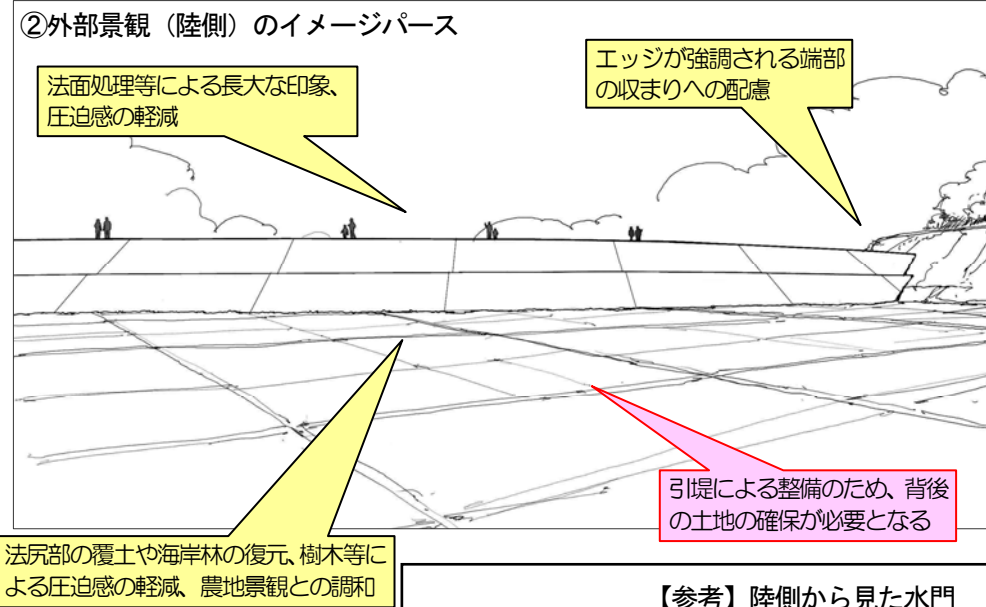 ②外部景観（陸側）のイメージパース
法面処理等による長大な印象、
圧迫感の軽減
エッジが強調される端部
の収まりへの配慮
引堤による整備のため、背後
の土地の確保が必要となる
法尻部の覆土や海岸林の復元、樹木等に
よる圧迫感の軽減、農地景観との調和
【参考】陸側から見た水門